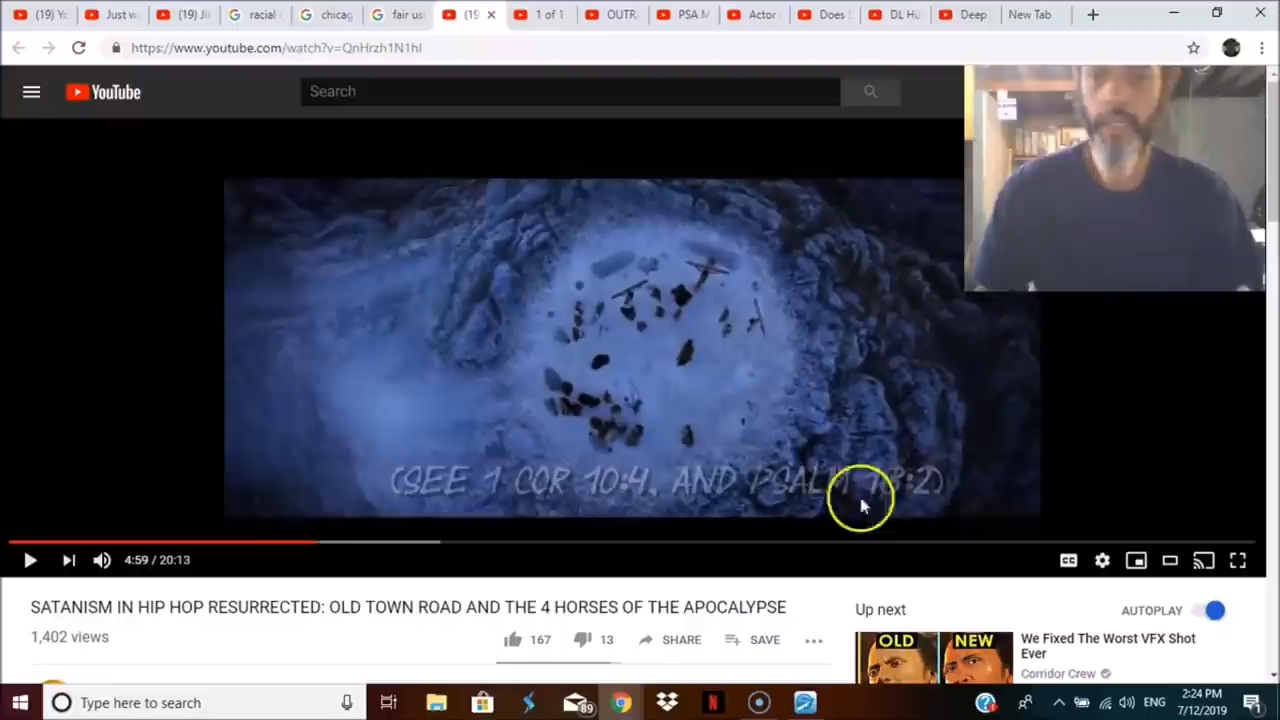 (19) Yo
Just w
(19) Ji
racial
chicag
fair us
(19
1 of 1
OUTR
PSA M
Actor
Does
DL Hu
Deep
New Tab
https://www.youtube.com/watch?v=QnHrzh1N1hI
YouTube
Search
(SEE 1 COR 10:4, AND PSALM 18:2)
4:59 / 20:13
CC
SATANISM IN HIP HOP RESURRECTED: OLD TOWN ROAD AND THE 4 HORSES OF THE APOCALYPSE
1,402 views
167
13
SHARE
SAVE
Up next
AUTOPLAY
OLD
NEW
We Fixed The Worst VFX Shot
Ever
Corridor Crew
Type here to search
89
N
ENG
2:24 PM
7/12/2019
1